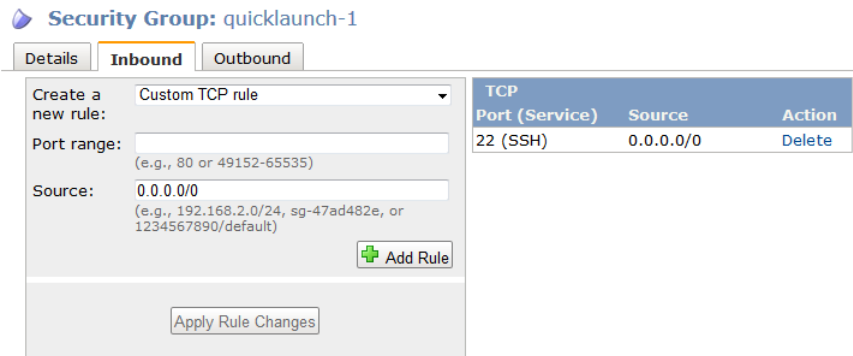 Security Group: quicklaunch-1
Details Inbound Outbound
Create a new rule: Custom TCP rule
Port range:
(e.g., 80 or 49152-65535)
Source: 0.0.0.0/0
(e.g., 192.168.2.0/24, sg-47ad482e, or
1234567890/default)
Add Rule
Apply Rule Changes
TCP
Port (Service) Source Action
22 (SSH) 0.0.0.0/0 Delete